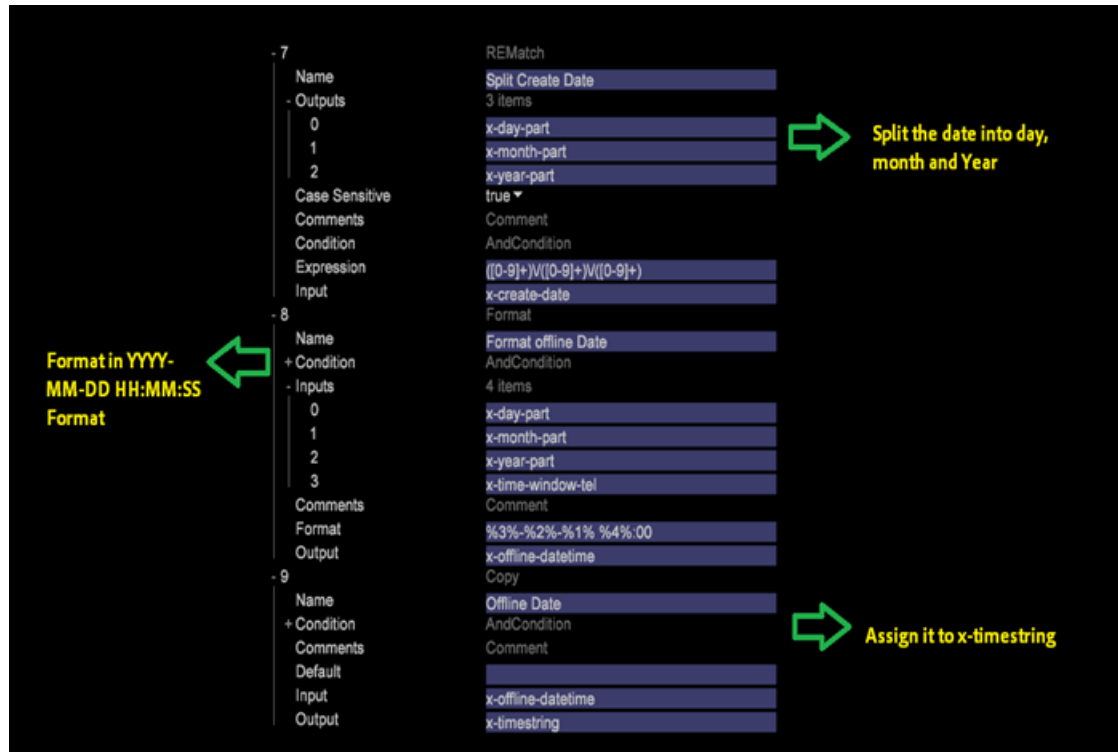 - 7 REMatch
Name Split Create Date
- Outputs 3 items
0 x-day-part
1 x-month-part
2 x-year-part
Split the date into day,
month and Year
Case Sensitive true
Comments Comment
Condition AndCondition
Expression ([0-9]+)\/([0-9]+)\/([0-9]+)
Input x-create-date
- 8 Format
Name Format offline Date
+ Condition AndCondition
Format in YYYY-
MM-DD HH:MM:SS
Format
- Inputs 4 items
0 x-day-part
1 x-month-part
2 x-year-part
3 x-time-window-tel
Comments Comment
Format %3%-%2%-%1% %4%:00
Output x-offline-datetime
- 9 Copy
Name Offline Date
+ Condition AndCondition
Assign it to x-timestring
Comments Comment
Default
Input x-offline-datetime
Output x-timestring